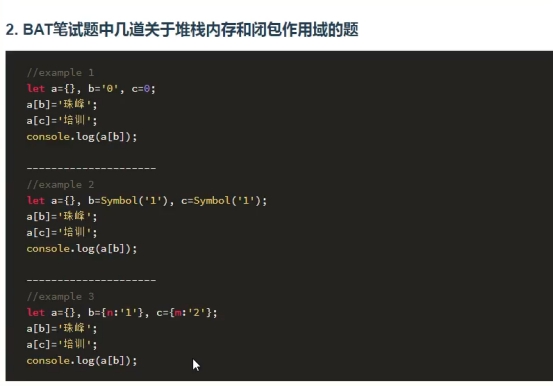 2. BAT笔试题中几道关于堆栈内存和闭包作用域的题
//example 1
let a={}, b='0', c=0;
a[b]='珠峰';
a[c]='培训';
console.log(a[b]);
---------------------
//example 2
let a={}, b=Symbol('1'), c=Symbol('1');
a[b]='珠峰';
a[c]='培训';
console.log(a[b]);
---------------------
//example 3
let a={}, b={n:'1'}, c={m:'2'};
a[b]='珠峰';
a[c]='培训';
console.log(a[b]);